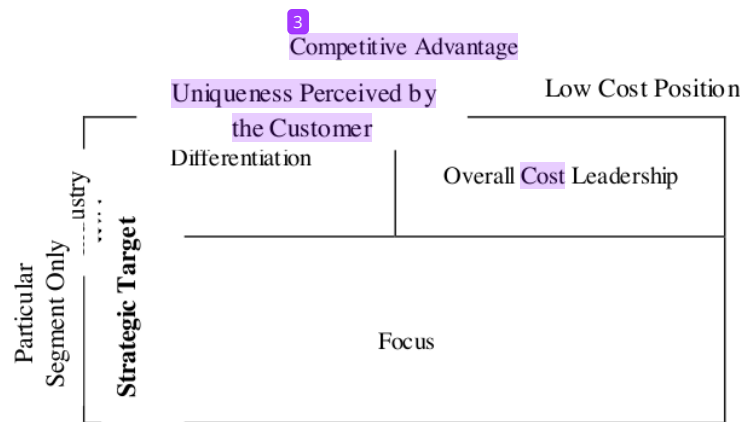 3
Competitive Advantage
Uniqueness Perceived by
the Customer
Low Cost Position
Differentiation
Overall Cost Leadership
Strategic Target
Particular
Segment Only
Focus